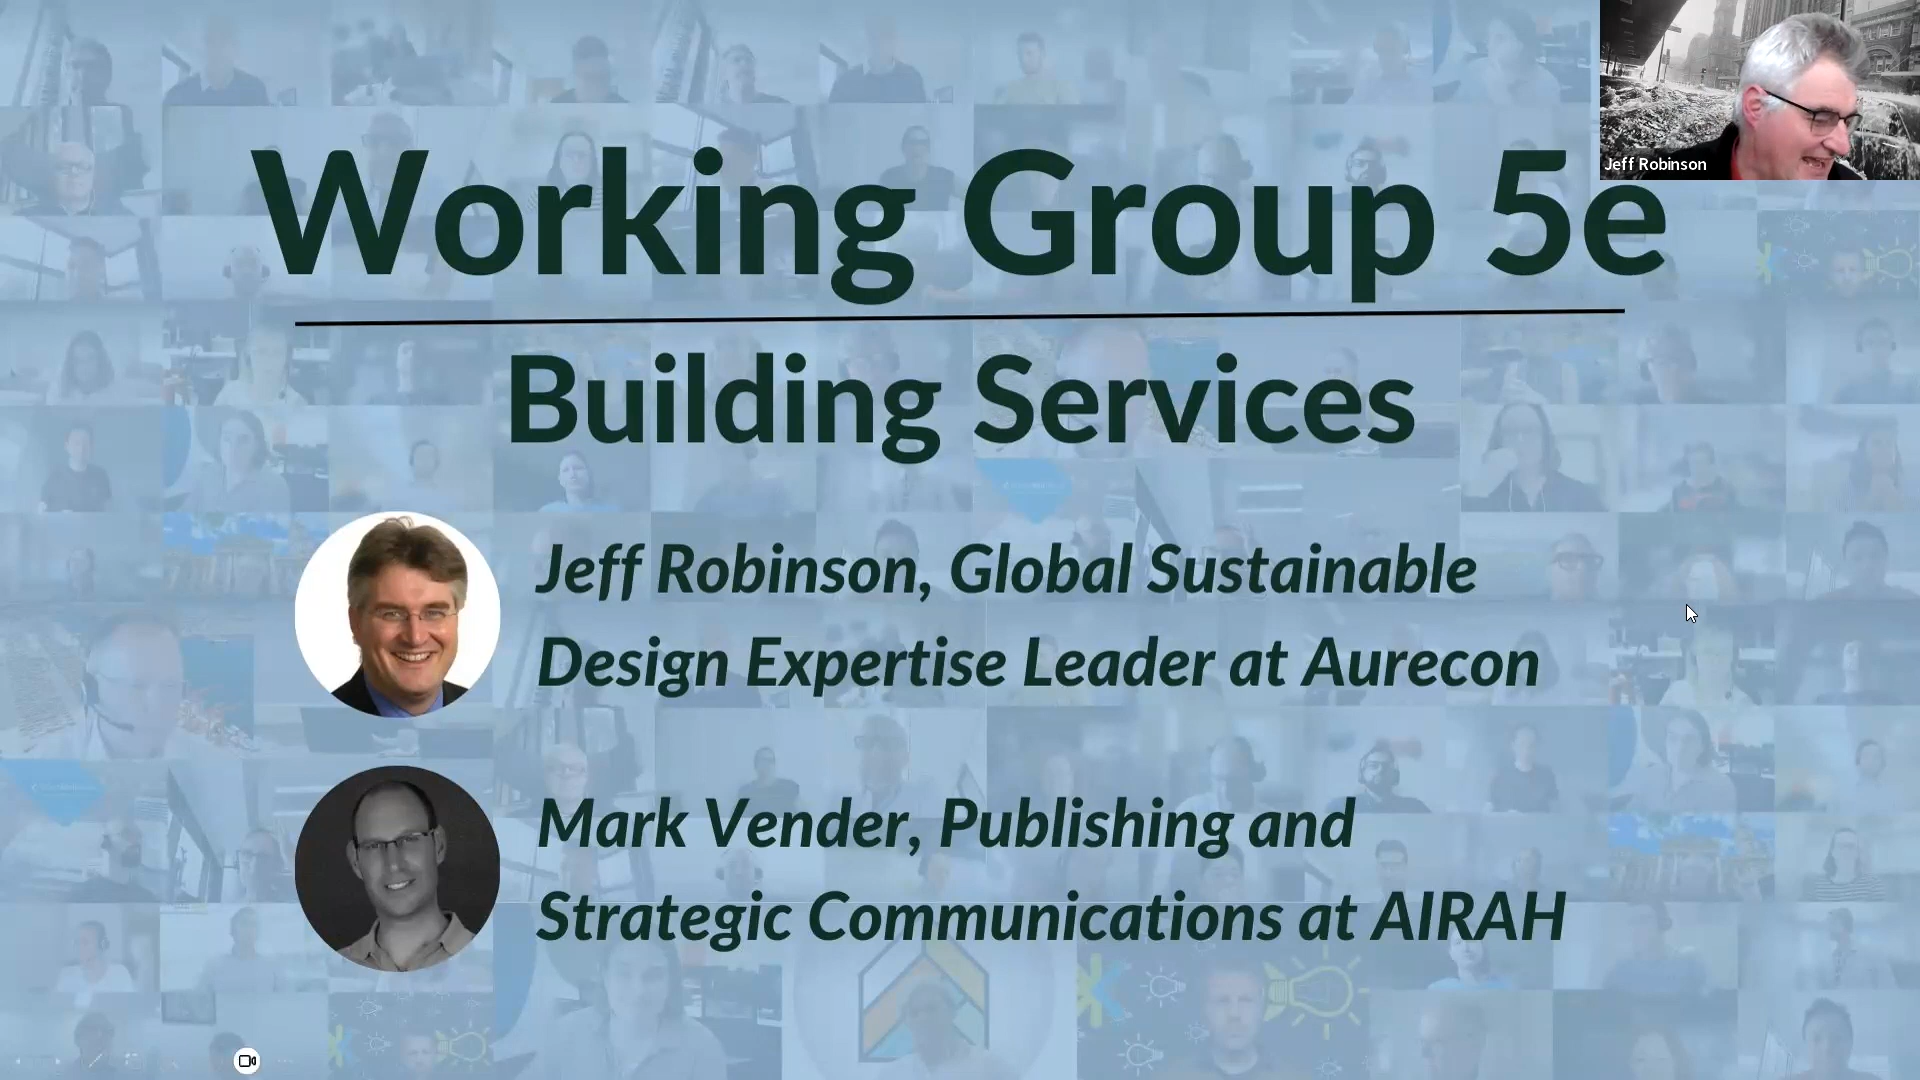 Working Group 5e
Jeff Robinson
Building Services
Jeff Robinson, Global Sustainable
Design Expertise Leader at Aurecon
Mark Vender, Publishing and
Strategic Communications at AIRAH